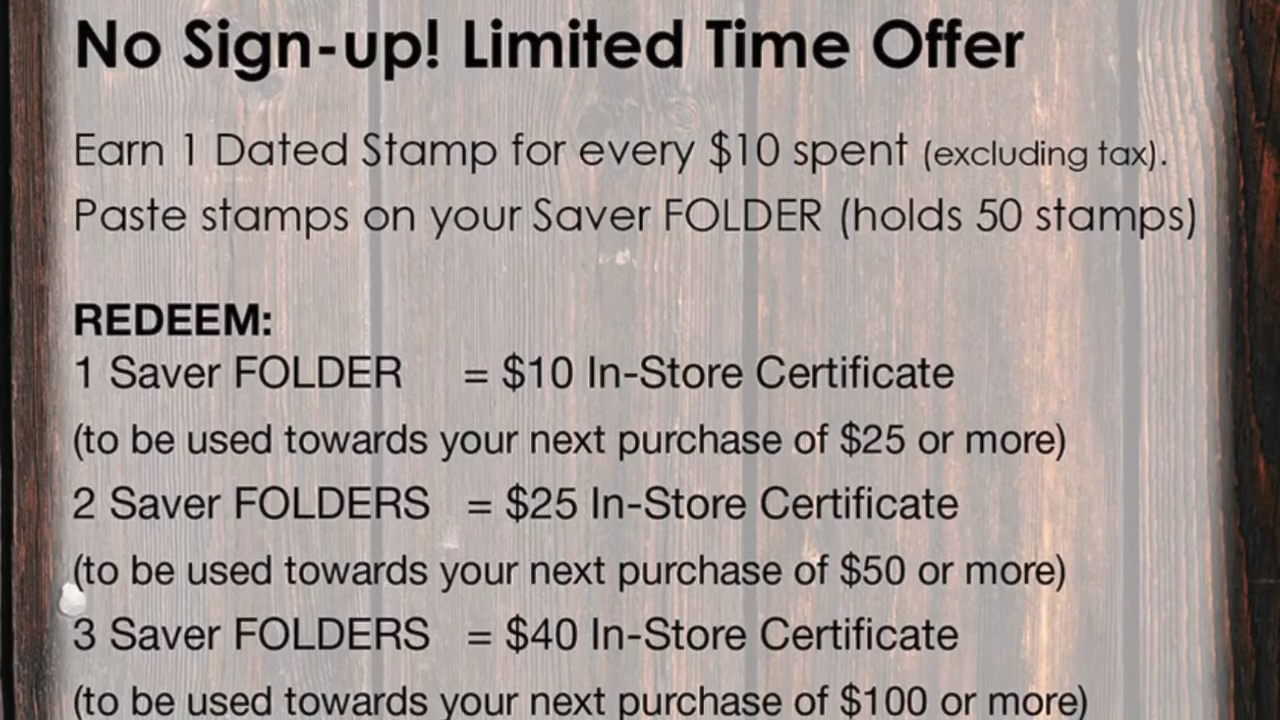 No Sign-up! Limited Time Offer
Earn 1 Dated Stamp for every $10 spent (excluding tax).
Paste stamps on your Saver FOLDER (holds 50 stamps)
REDEEM:
1 Saver FOLDER = $10 In-Store Certificate
(to be used towards your next purchase of $25 or more)
2 Saver FOLDERS = $25 In-Store Certificate
(to be used towards your next purchase of $50 or more)
3 Saver FOLDERS = $40 In-Store Certificate
(to be used towards your next purchase of $100 or more)